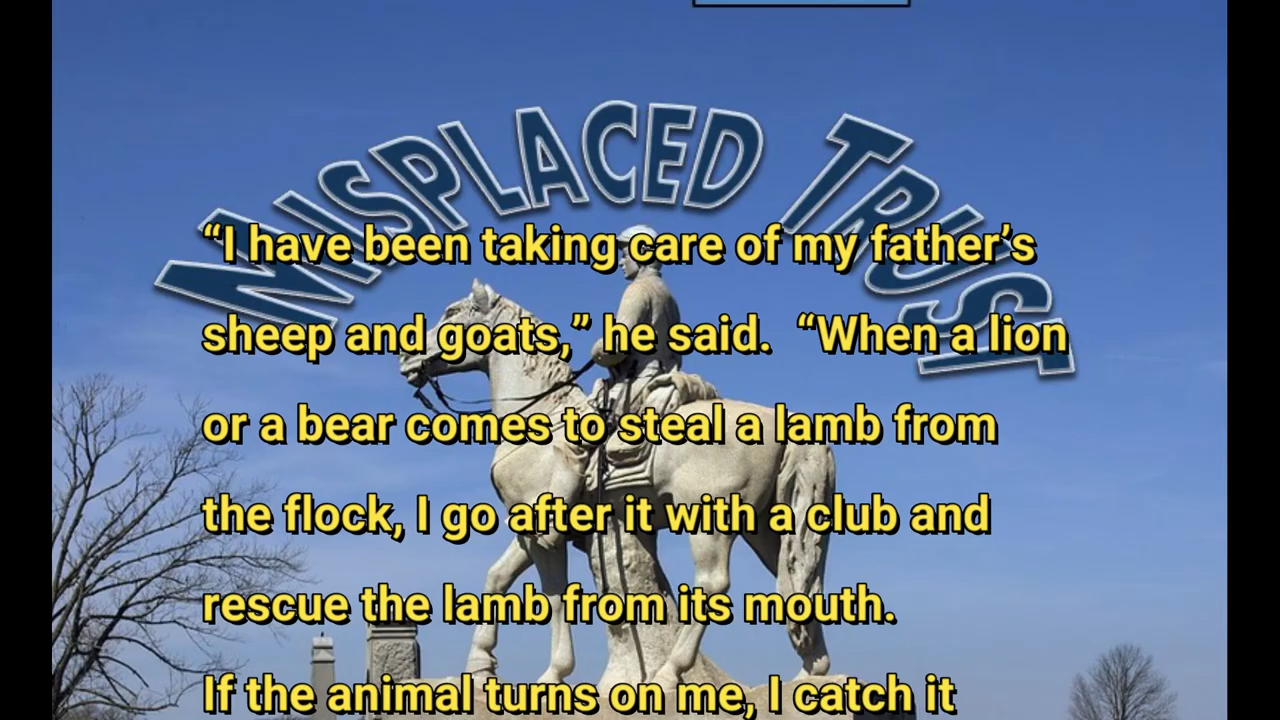 MISPLACED TRUST
“I have been taking care of my father’s
sheep and goats,” he said. “When a lion
or a bear comes to steal a lamb from
the flock, I go after it with a club and
rescue the lamb from its mouth.
If the animal turns on me, I catch it